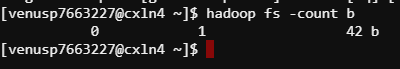 [venusp7663227@cxln4 ~]$ hadoop fs -count b
           0            1                 42 b
[venusp7663227@cxln4 ~]$